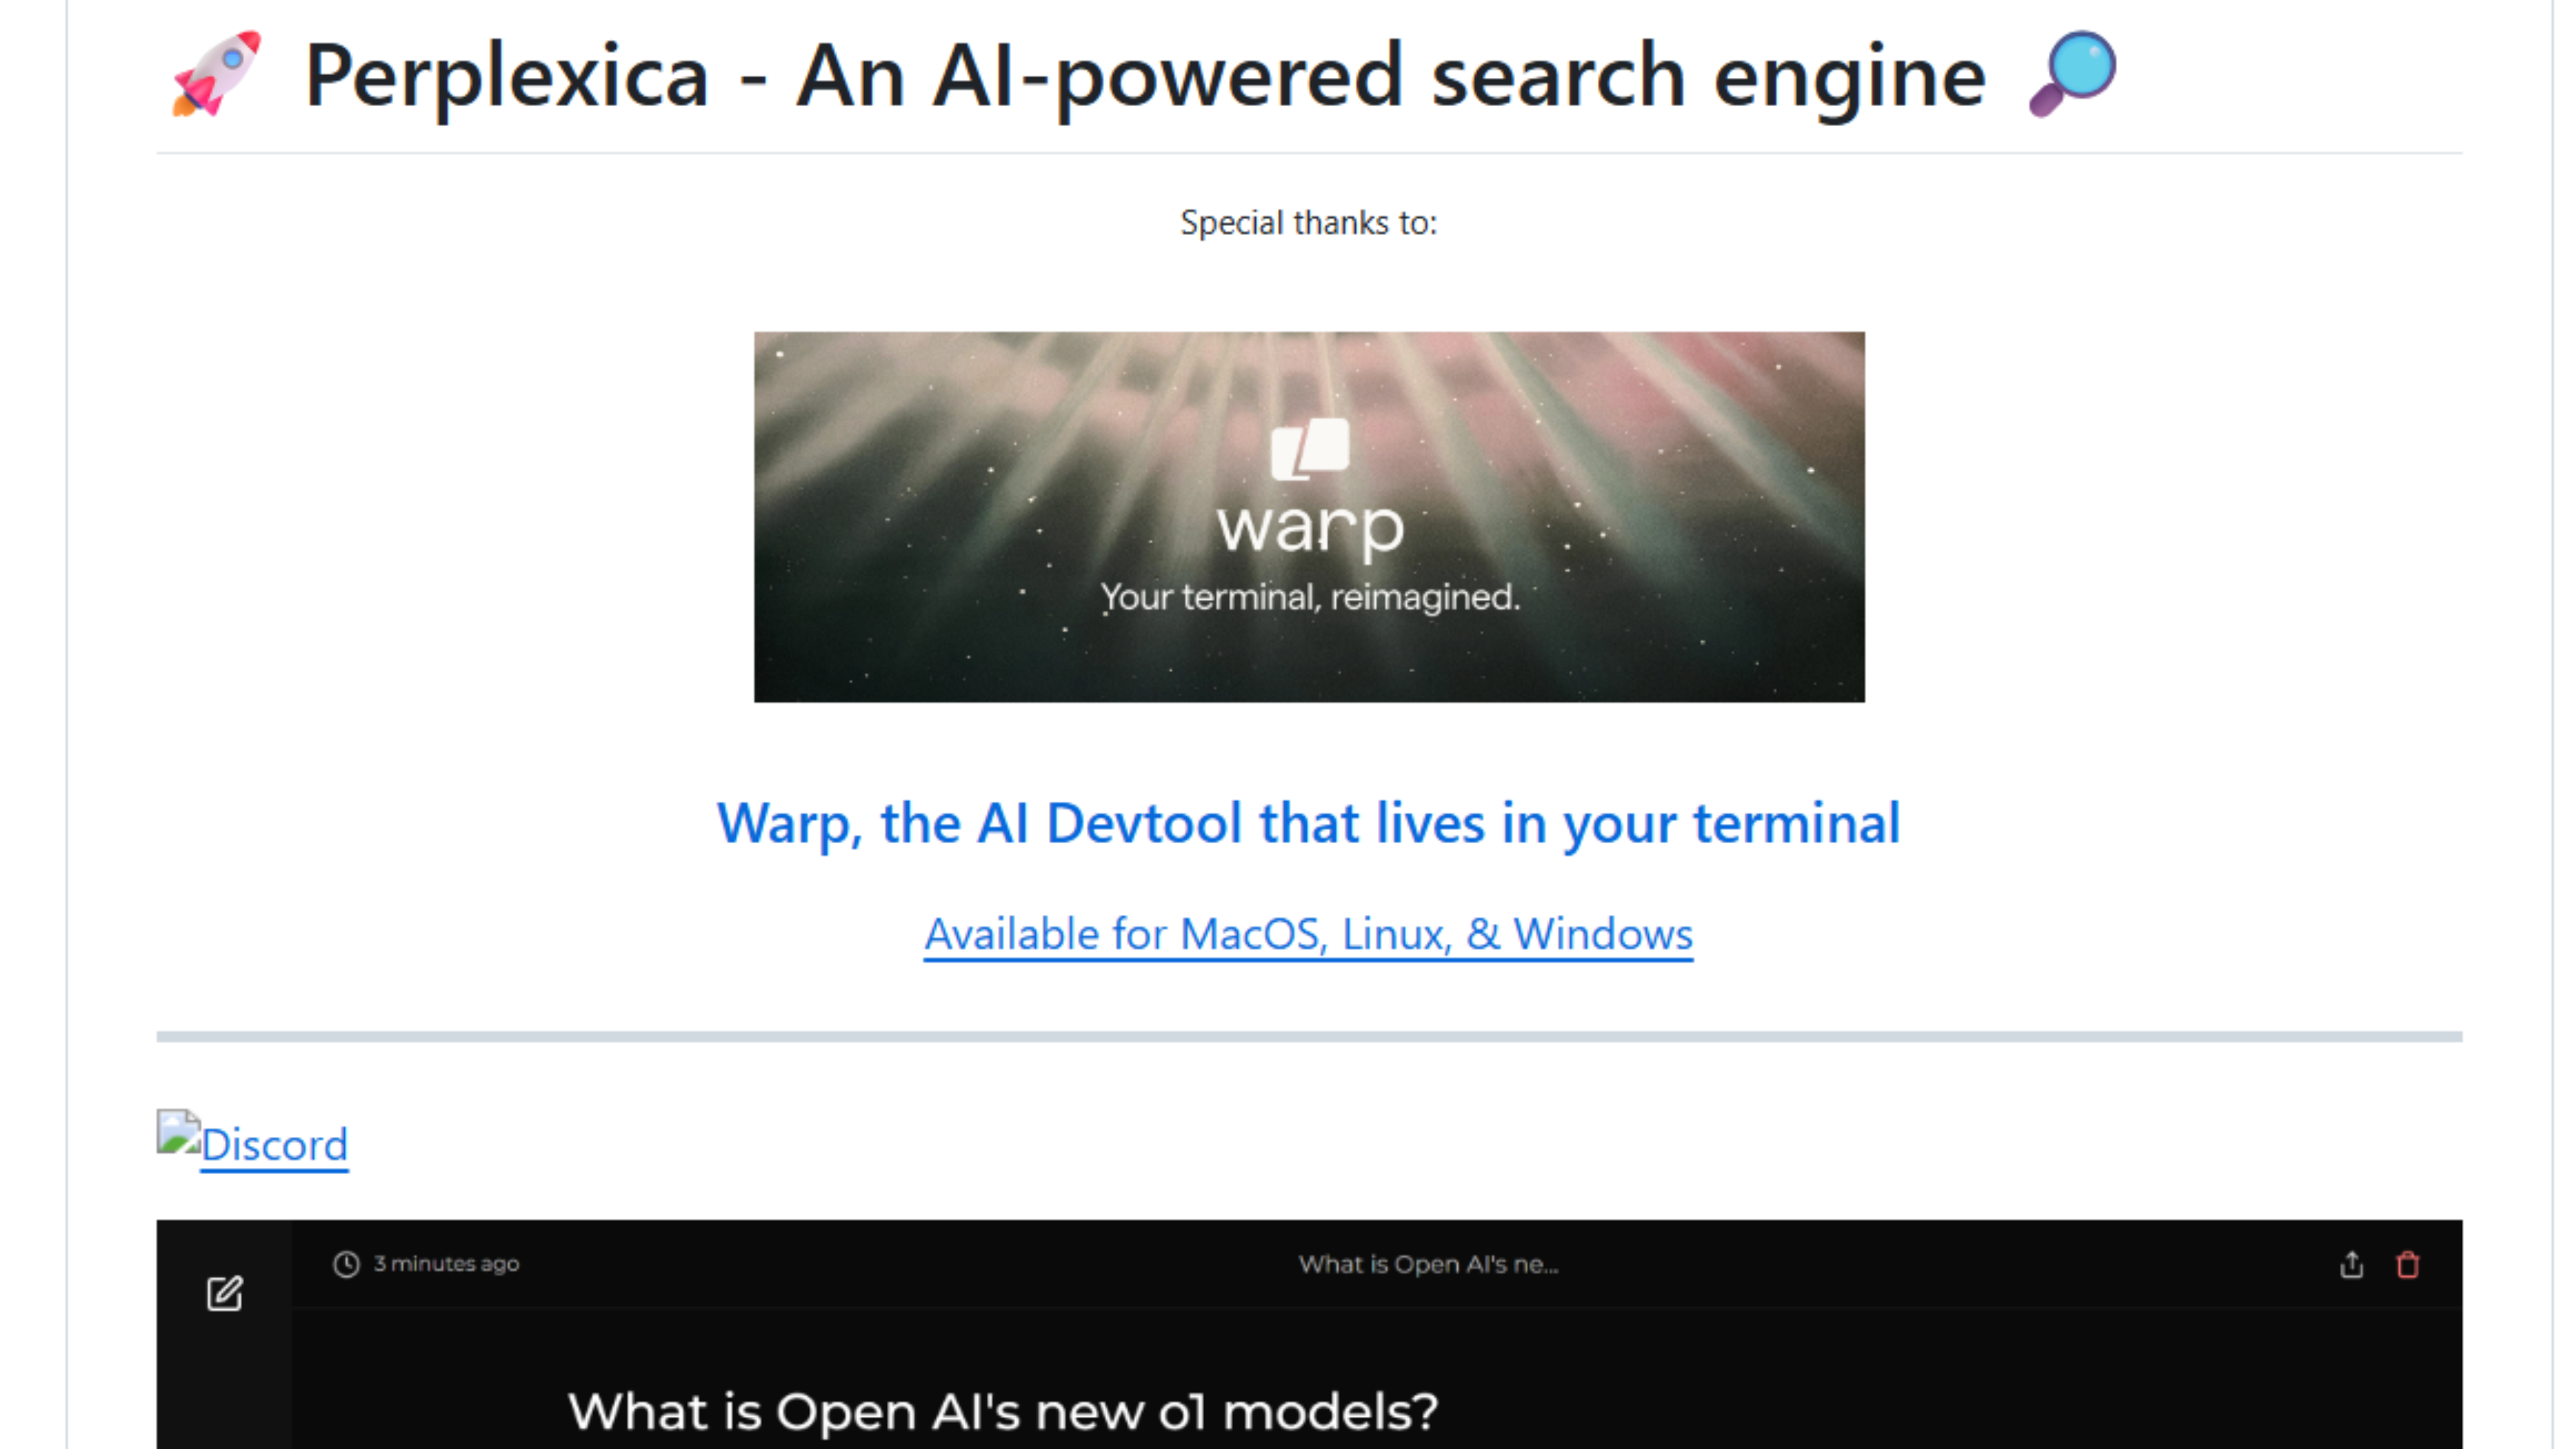 🚀 Perplexica - An AI-powered search engine 🔎
Special thanks to:
warp
Your terminal, reimagined.
Warp, the AI Devtool that lives in your terminal
Available for MacOS, Linux, & Windows
Discord
3 minutes ago
What is Open AI's ne...
What is Open AI's new o1 models?